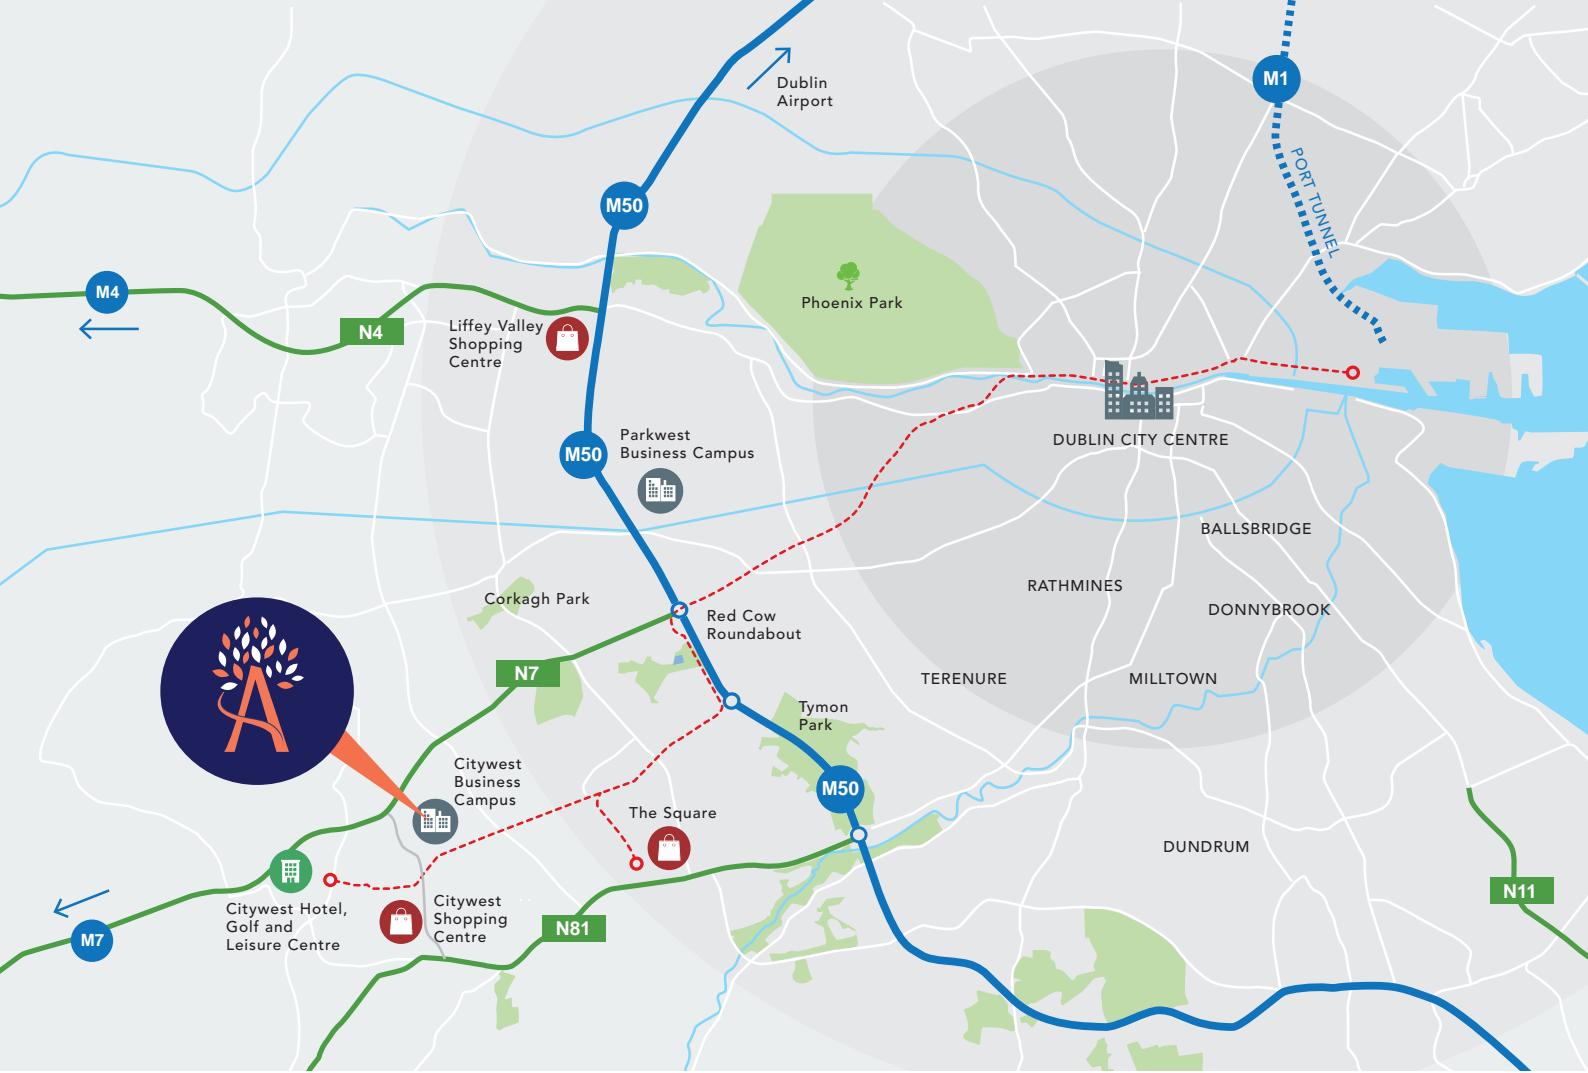 M1
Dublin
Airport
PORT TUNNEL
M50
M4
Phoenix Park
N4
Liffey Valley
Shopping
Centre
Parkwest
Business Campus
M50
DUBLIN CITY CENTRE
BALLSBRIDGE
RATHMINES
DONNYBROOK
Corkagh Park
Red Cow
Roundabout
N7
TERENURE
MILLTOWN
Tymon
Park
A
Citywest
Business
Campus
M50
The Square
DUNDRUM
N11
Citywest Hotel,
Golf and
Leisure Centre
Citywest
Shopping
Centre
N81
M7